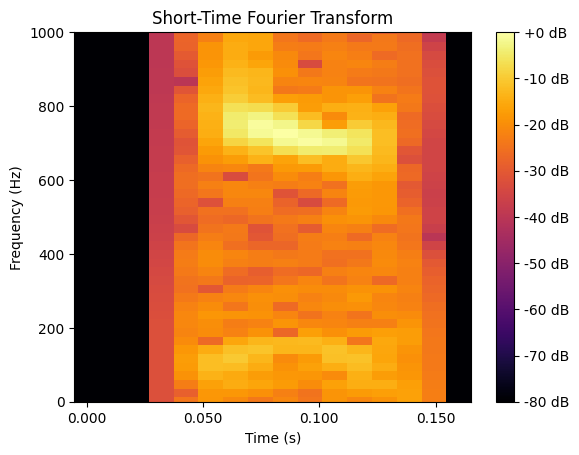 Short-Time Fourier Transform
1000
800
600
400
200
0
Frequency (Hz)
0.000
0.050
0.100
0.150
Time (s)
+0 dB
-10 dB
-20 dB
-30 dB
-40 dB
-50 dB
-60 dB
-70 dB
-80 dB